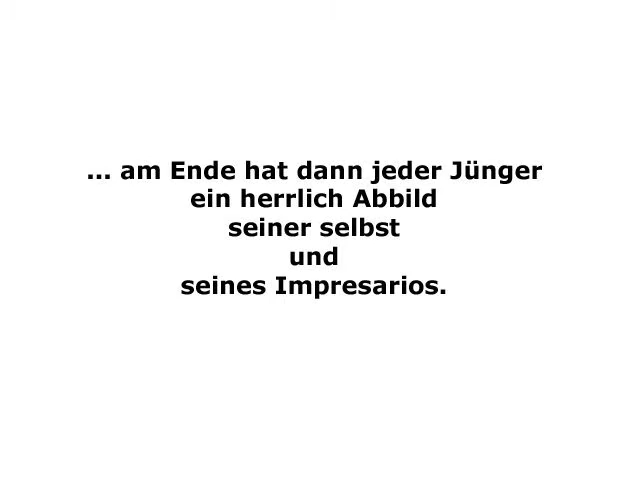 ... am Ende hat dann jeder Jünger
ein herrlich Abbild
seiner selbst
und
seines Impresarios.